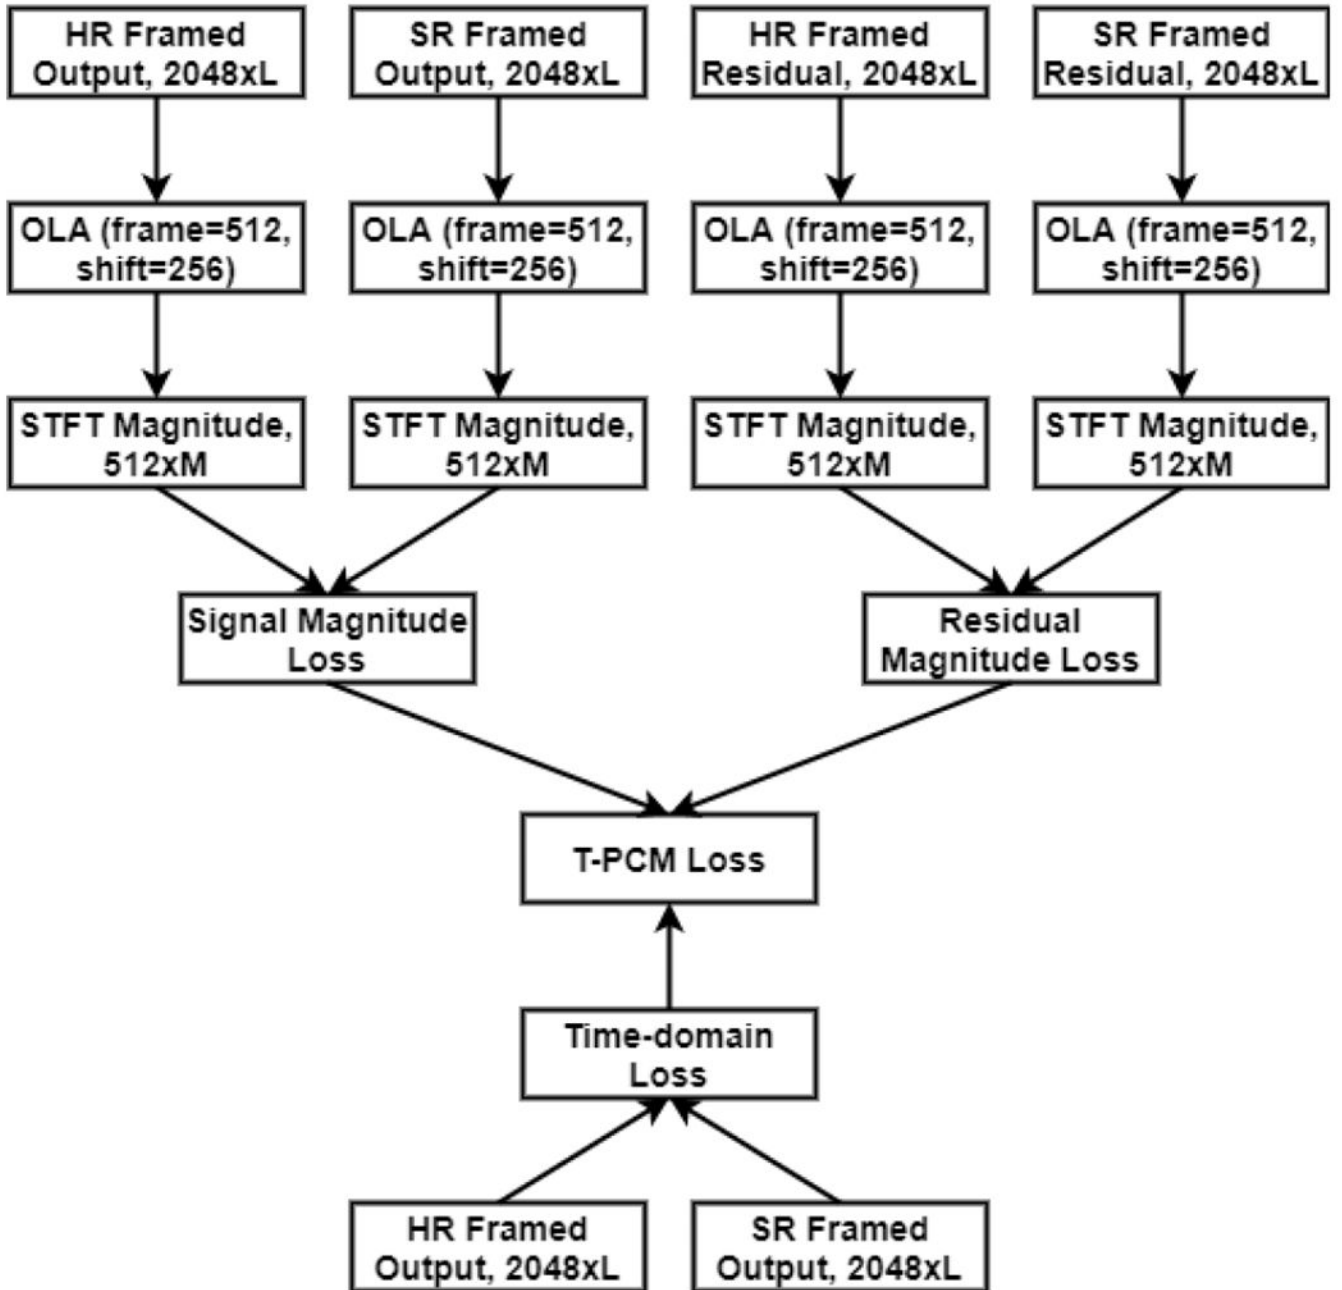 HR Framed
Output, 2048xL
SR Framed
Output, 2048xL
HR Framed
Residual, 2048xL
SR Framed
Residual, 2048xL
OLA (frame=512,
shift=256)
OLA (frame=512,
shift=256)
OLA (frame=512,
shift=256)
OLA (frame=512,
shift=256)
STFT Magnitude,
512xM
STFT Magnitude,
512xM
STFT Magnitude,
512xM
STFT Magnitude,
512xM
Signal Magnitude
Loss
Residual
Magnitude Loss
T-PCM Loss
Time-domain
Loss
HR Framed
Output, 2048xL
SR Framed
Output, 2048xL